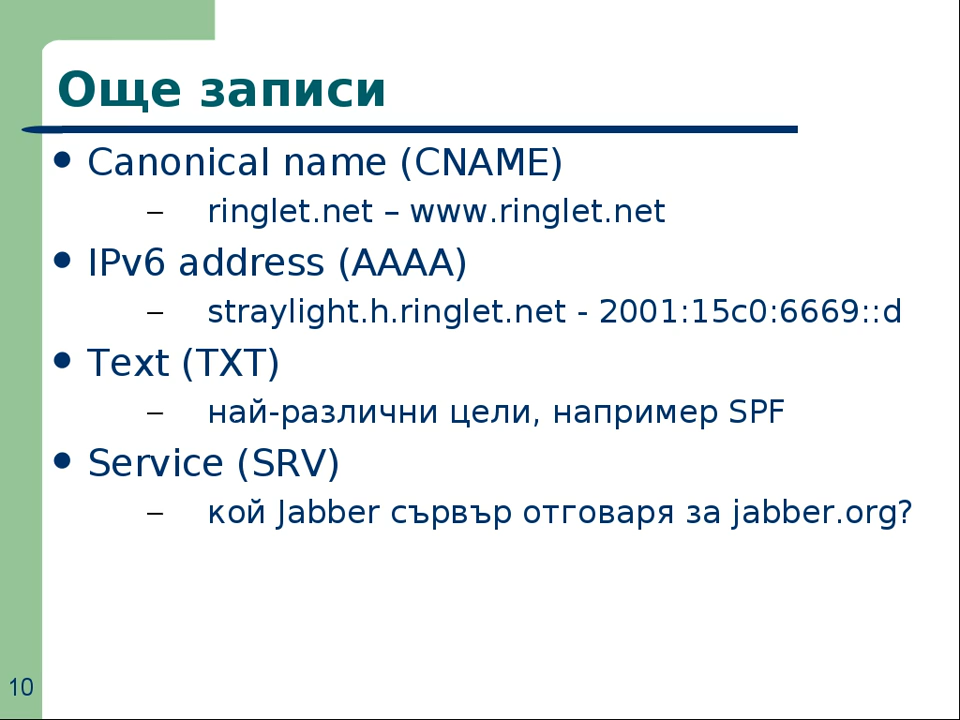 Още записи
Canonical name (CNAME)
– ringlet.net – www.ringlet.net
IPv6 address (AAAA)
– straylight.h.ringlet.net - 2001:15c0:6669::d
Text (TXT)
– най-различни цели, например SPF
Service (SRV)
– кой Jabber сървър отговаря за jabber.org?
10